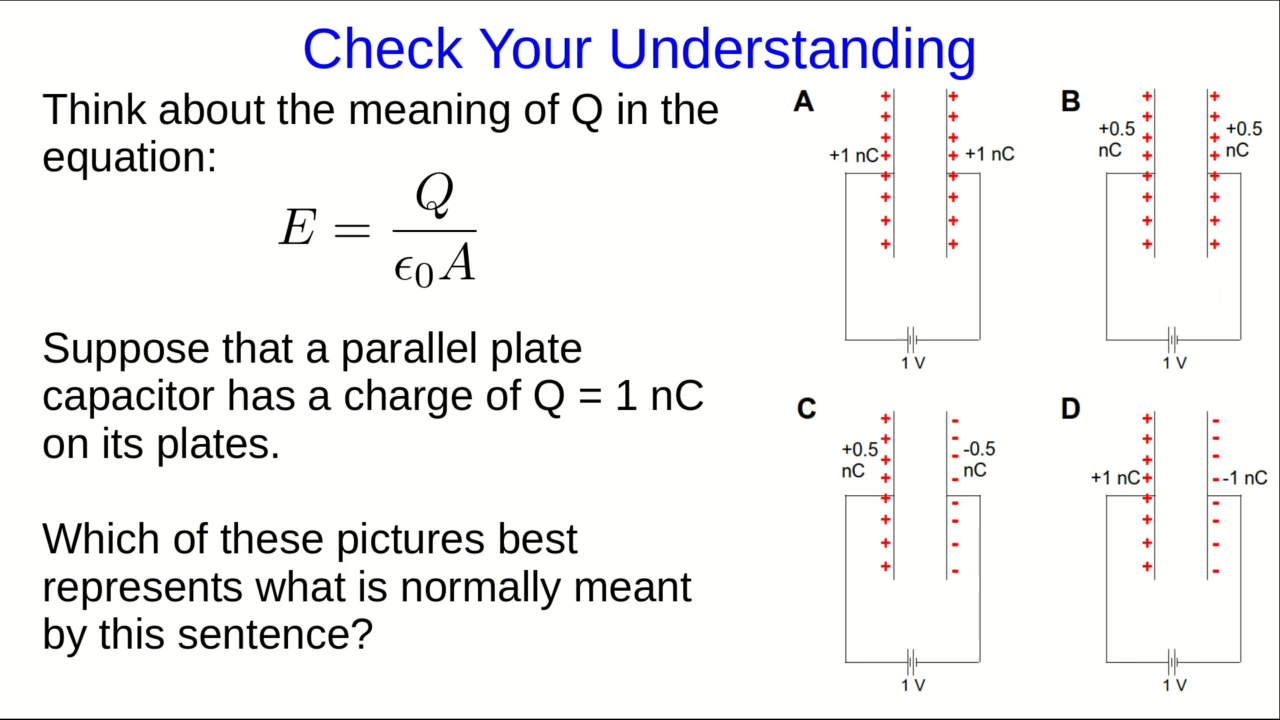 Check Your Understanding
Think about the meaning of Q in the
equation:
E = Q / ϵ₀A
Suppose that a parallel plate
capacitor has a charge of Q = 1 nC
on its plates.
Which of these pictures best
represents what is normally meant
by this sentence?
A
+1 nC
+1 nC
1 V
B
+0.5
nC
+0.5
nC
1 V
C
+0.5
nC
-0.5
nC
1 V
D
+1 nC
-1 nC
1 V